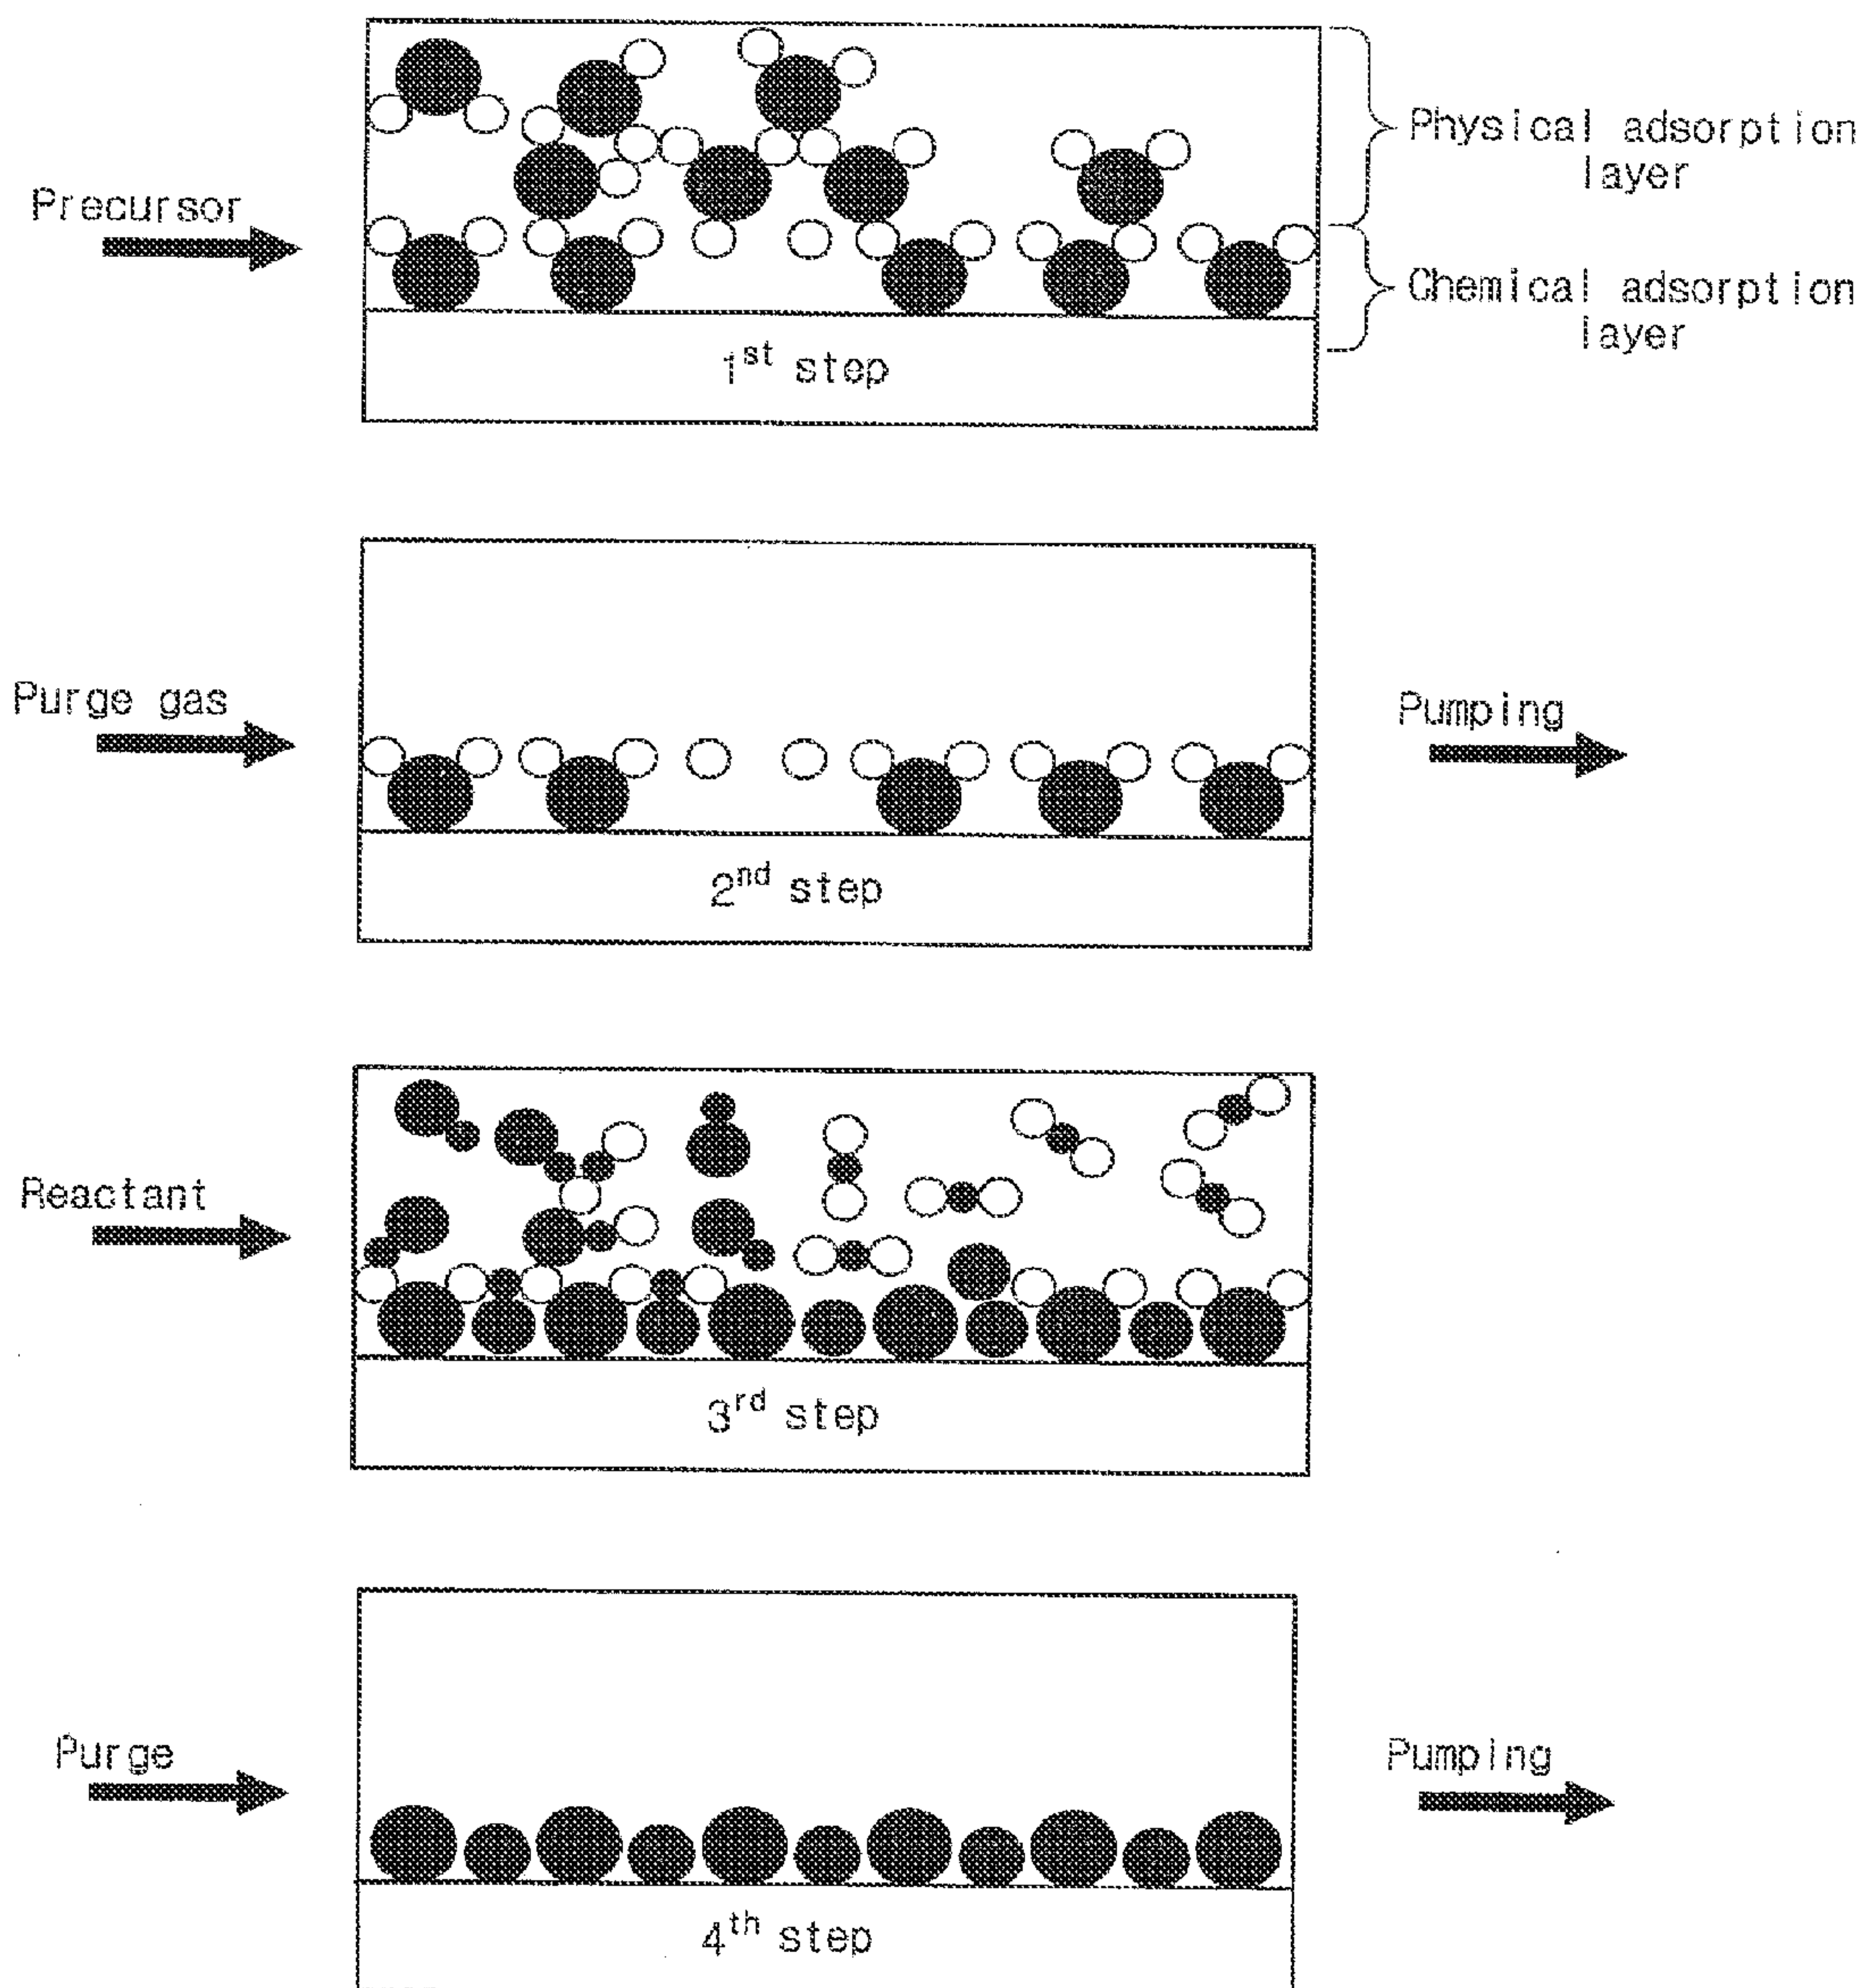 Physical adsorption
layer
Precursor
Chemical adsorption
layer
1st step
Purge gas
Pumping
2nd step
Reactant
3rd step
Purge
Pumping
4th step